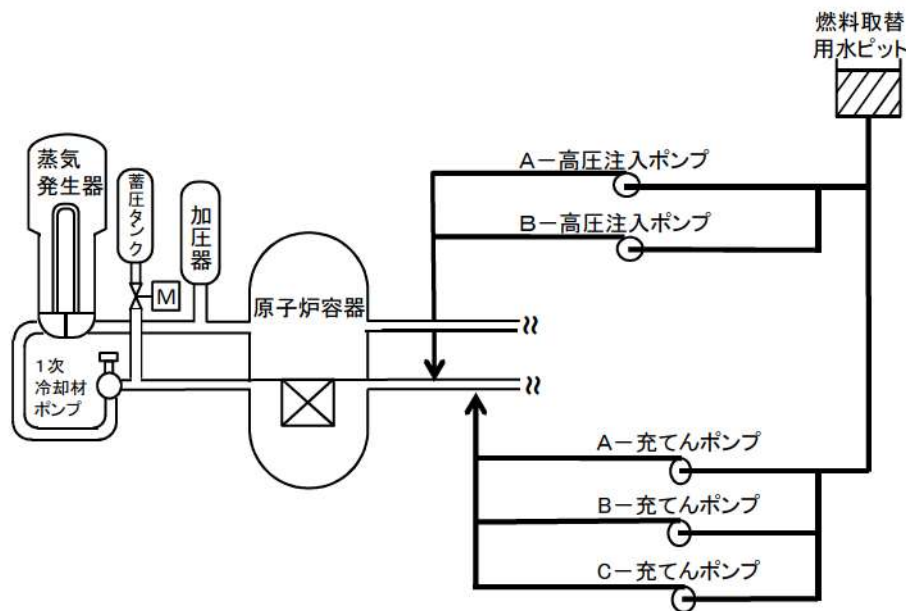 燃料取替
用水ピット
A－高圧注入ポンプ
B－高圧注入ポンプ
蒸気
発生器
蓄圧タンク
加圧器
M
原子炉容器
1次
冷却材
ポンプ
A－充てんポンプ
B－充てんポンプ
C－充てんポンプ